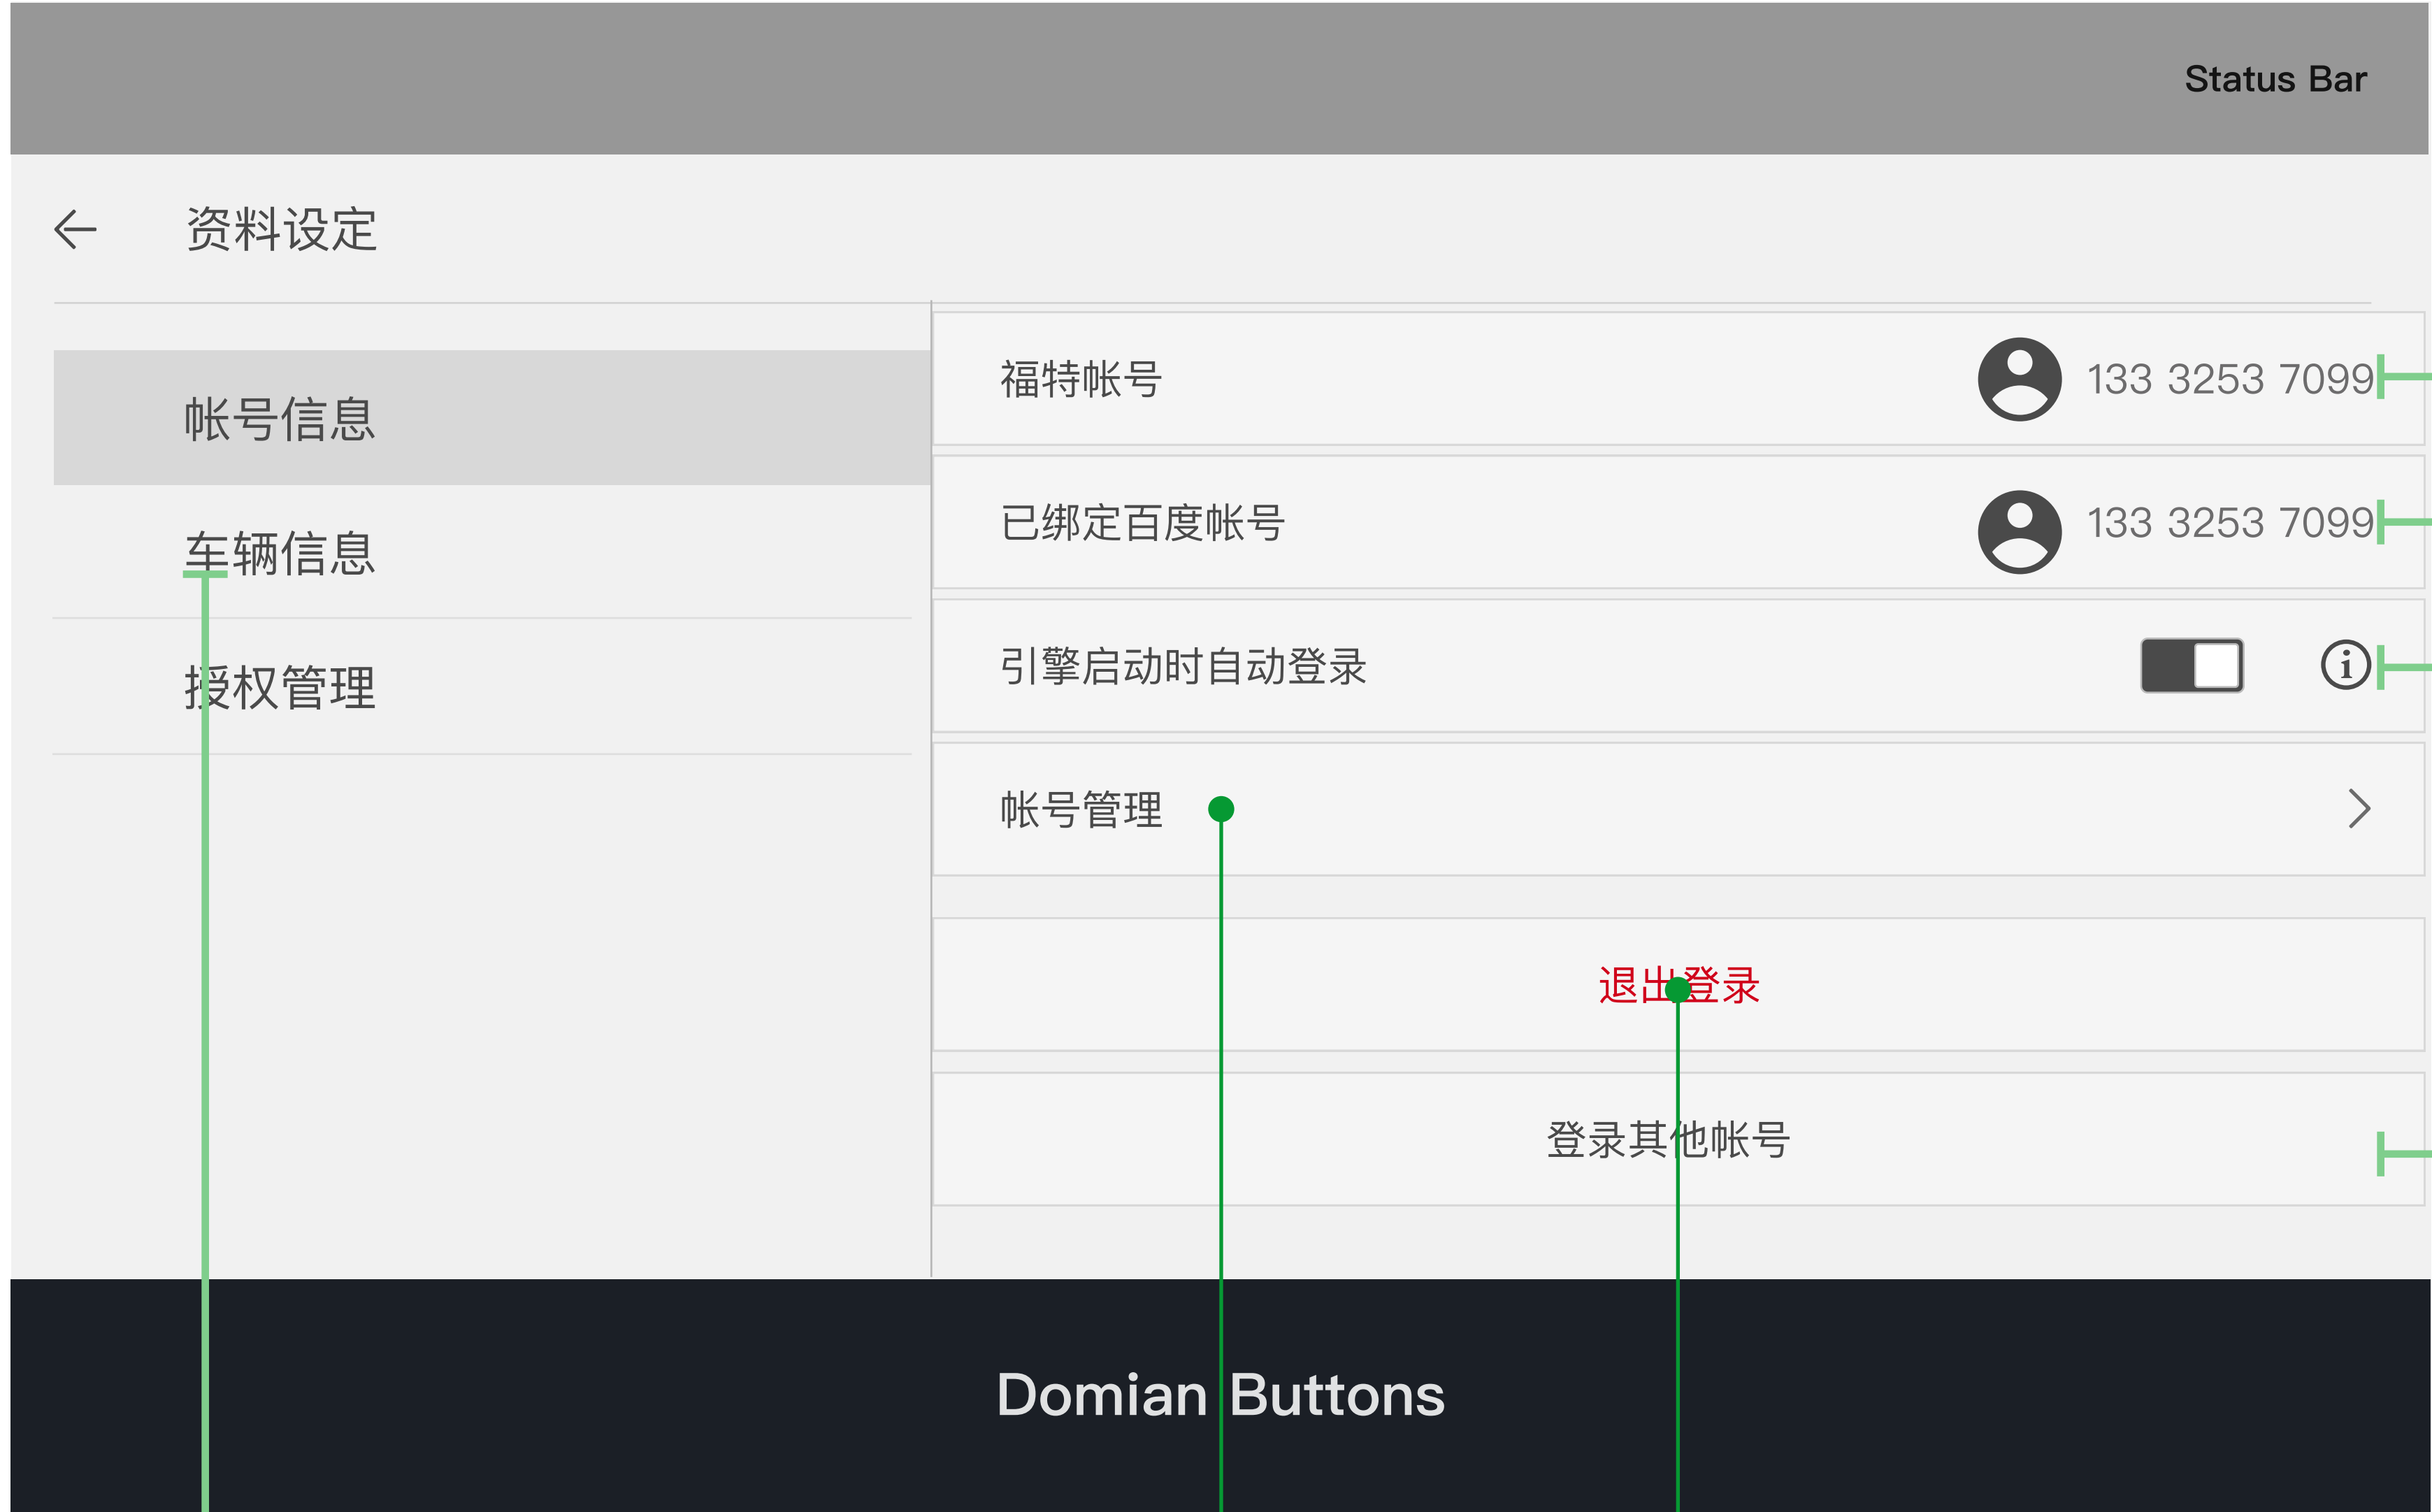 Status Bar
资料设定
帐号信息
车辆信息
授权管理
福特帐号
133 3253 7099
已绑定百度帐号
133 3253 7099
引擎启动时自动登录
帐号管理
退出登录
登录其他帐号
Domian Buttons